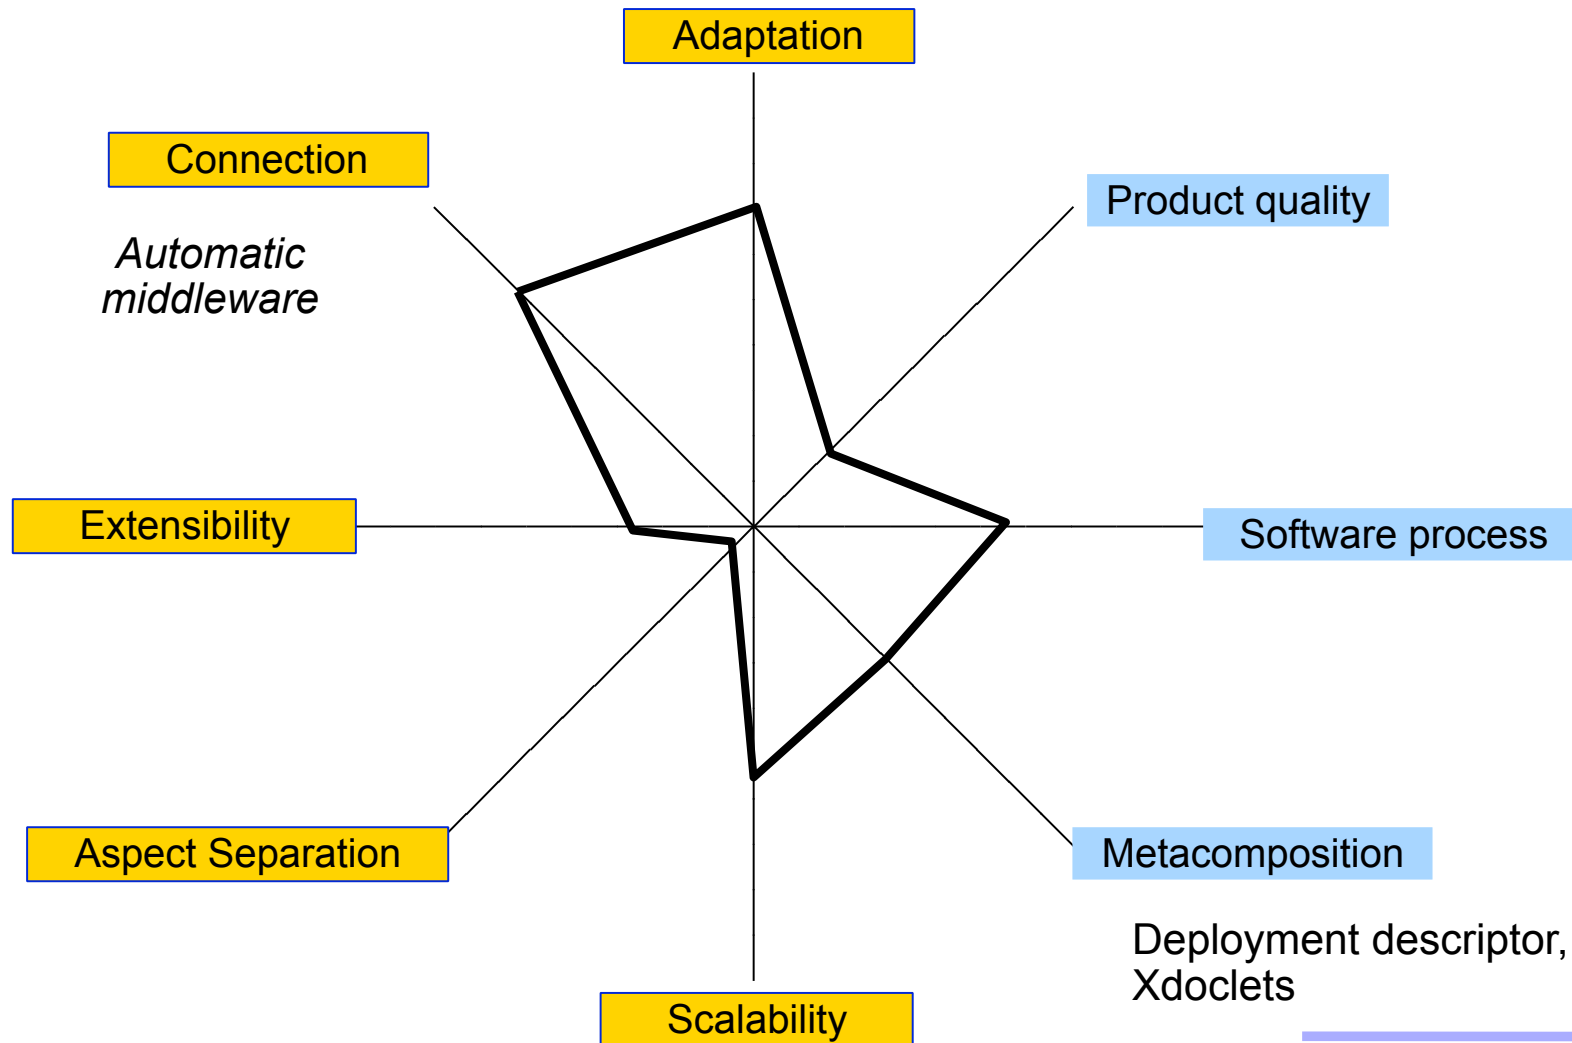 Adaptation
Connection
Product quality
Automatic
middleware
Extensibility
Software process
Aspect Separation
Metacomposition
Deployment descriptor,
Xdoclets
Scalability